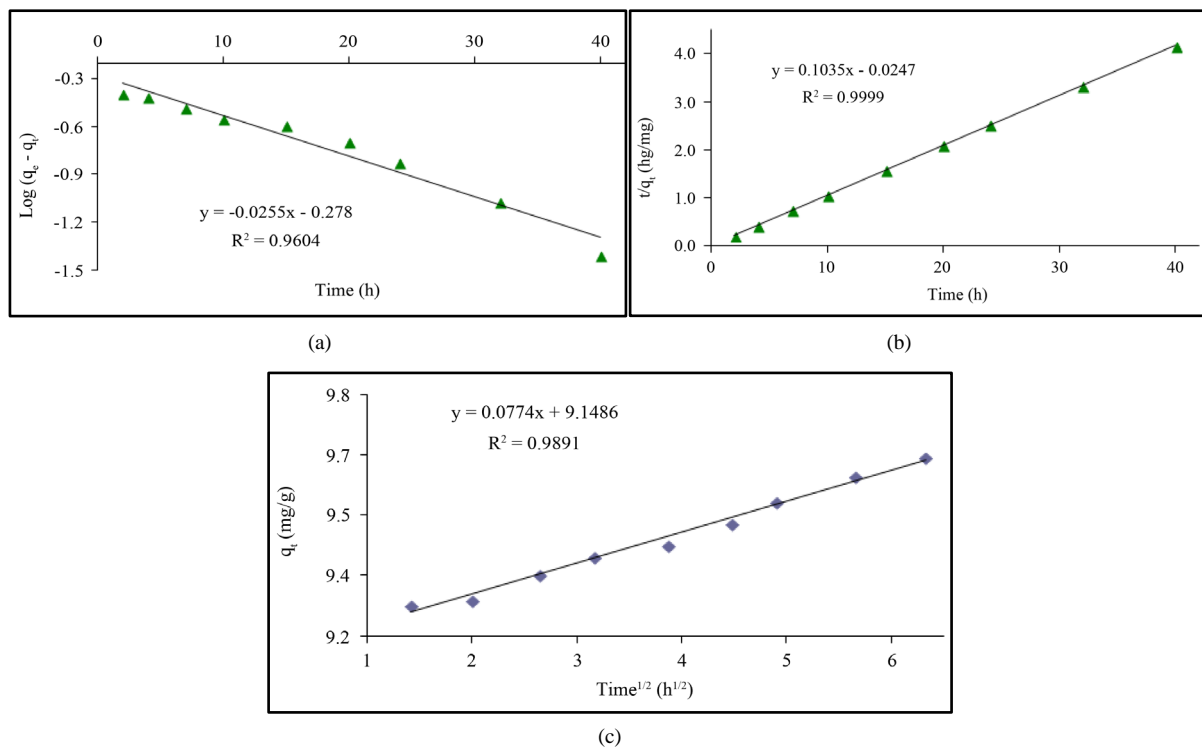 0 10 20 30 40
-0.3
-0.6
-0.9
-1.2
-1.5
Log (qe - qt)
y = -0.0255x - 0.278
R2 = 0.9604
Time (h)
(a)
4.0
3.0
2.0
1.0
0.0
t/qt (hg/mg)
y = 0.1035x - 0.0247
R2 = 0.9999
0 10 20 30 40
Time (h)
(b)
9.8
9.7
9.5
9.4
9.2
qt (mg/g)
y = 0.0774x + 9.1486
R2 = 0.9891
1 2 3 4 5 6
Time1/2 (h1/2)
(c)